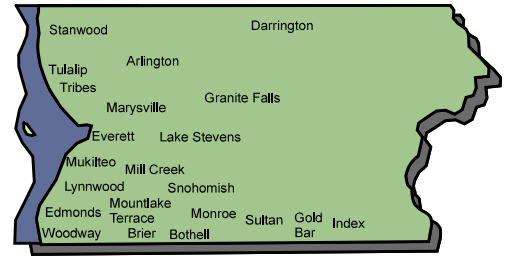 Darrington
Stanwood
Arlington
Tulalip
Tribes
Granite Falls
Marysville
Everett
Lake Stevens
Mukilteo
Mill Creek
Lynnwood
Snohomish
Mountlake
Terrace
Edmonds
Monroe
Sultan
Gold
Bar
Index
Woodway
Brier
Bothell